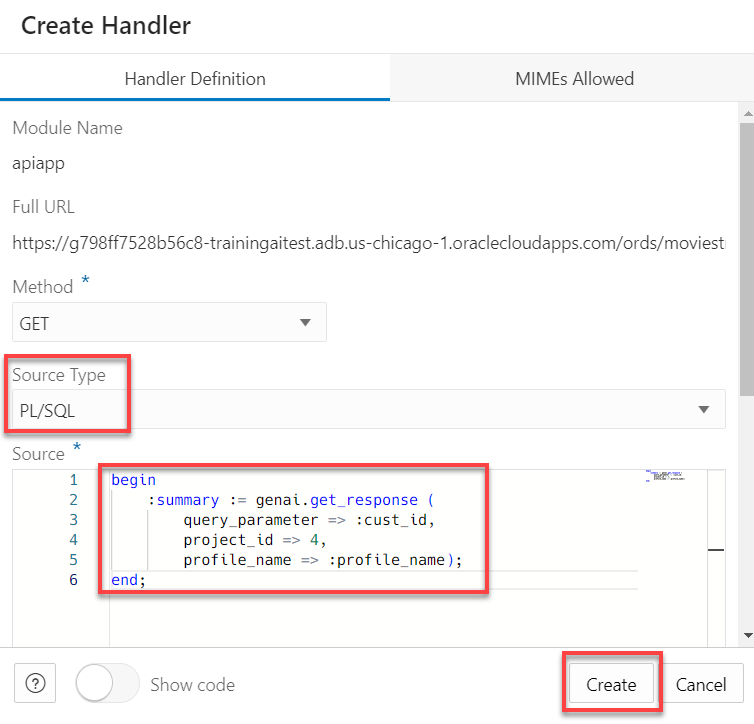 Create Handler
Handler Definition
MIMEs Allowed
Module Name
apiapp
Full URL
https://g798ff7528b56c8-trainingaitest.adb.us-chicago-1.oraclecloudapps.com/ords/moviest
Method *
GET
Source Type
PL/SQL
Source *
1 begin
2 :summary := genai.get_response (
3 query_parameter => :cust_id,
4 project_id => 4,
5 profile_name => :profile_name);
6 end;
?
Show code
Create
Cancel